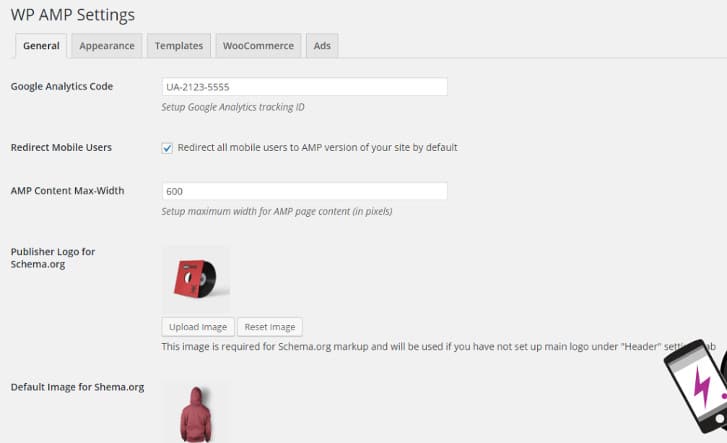 WP AMP Settings
General Appearance Templates WooCommerce Ads
Google Analytics Code
UA-2123-5555
Setup Google Analytics tracking ID
Redirect Mobile Users
Redirect all mobile users to AMP version of your site by default
AMP Content Max-Width
600
Setup maximum width for AMP page content (in pixels)
Publisher Logo for
Schema.org
Upload Image Reset Image
This image is required for Schema.org markup and will be used if you have not set up main logo under "Header"
Default Image for Shema.org